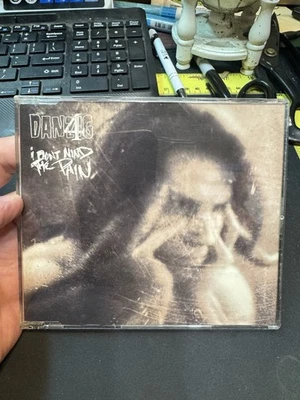 DANZIG
i DON'T MIND
THE PAIN.